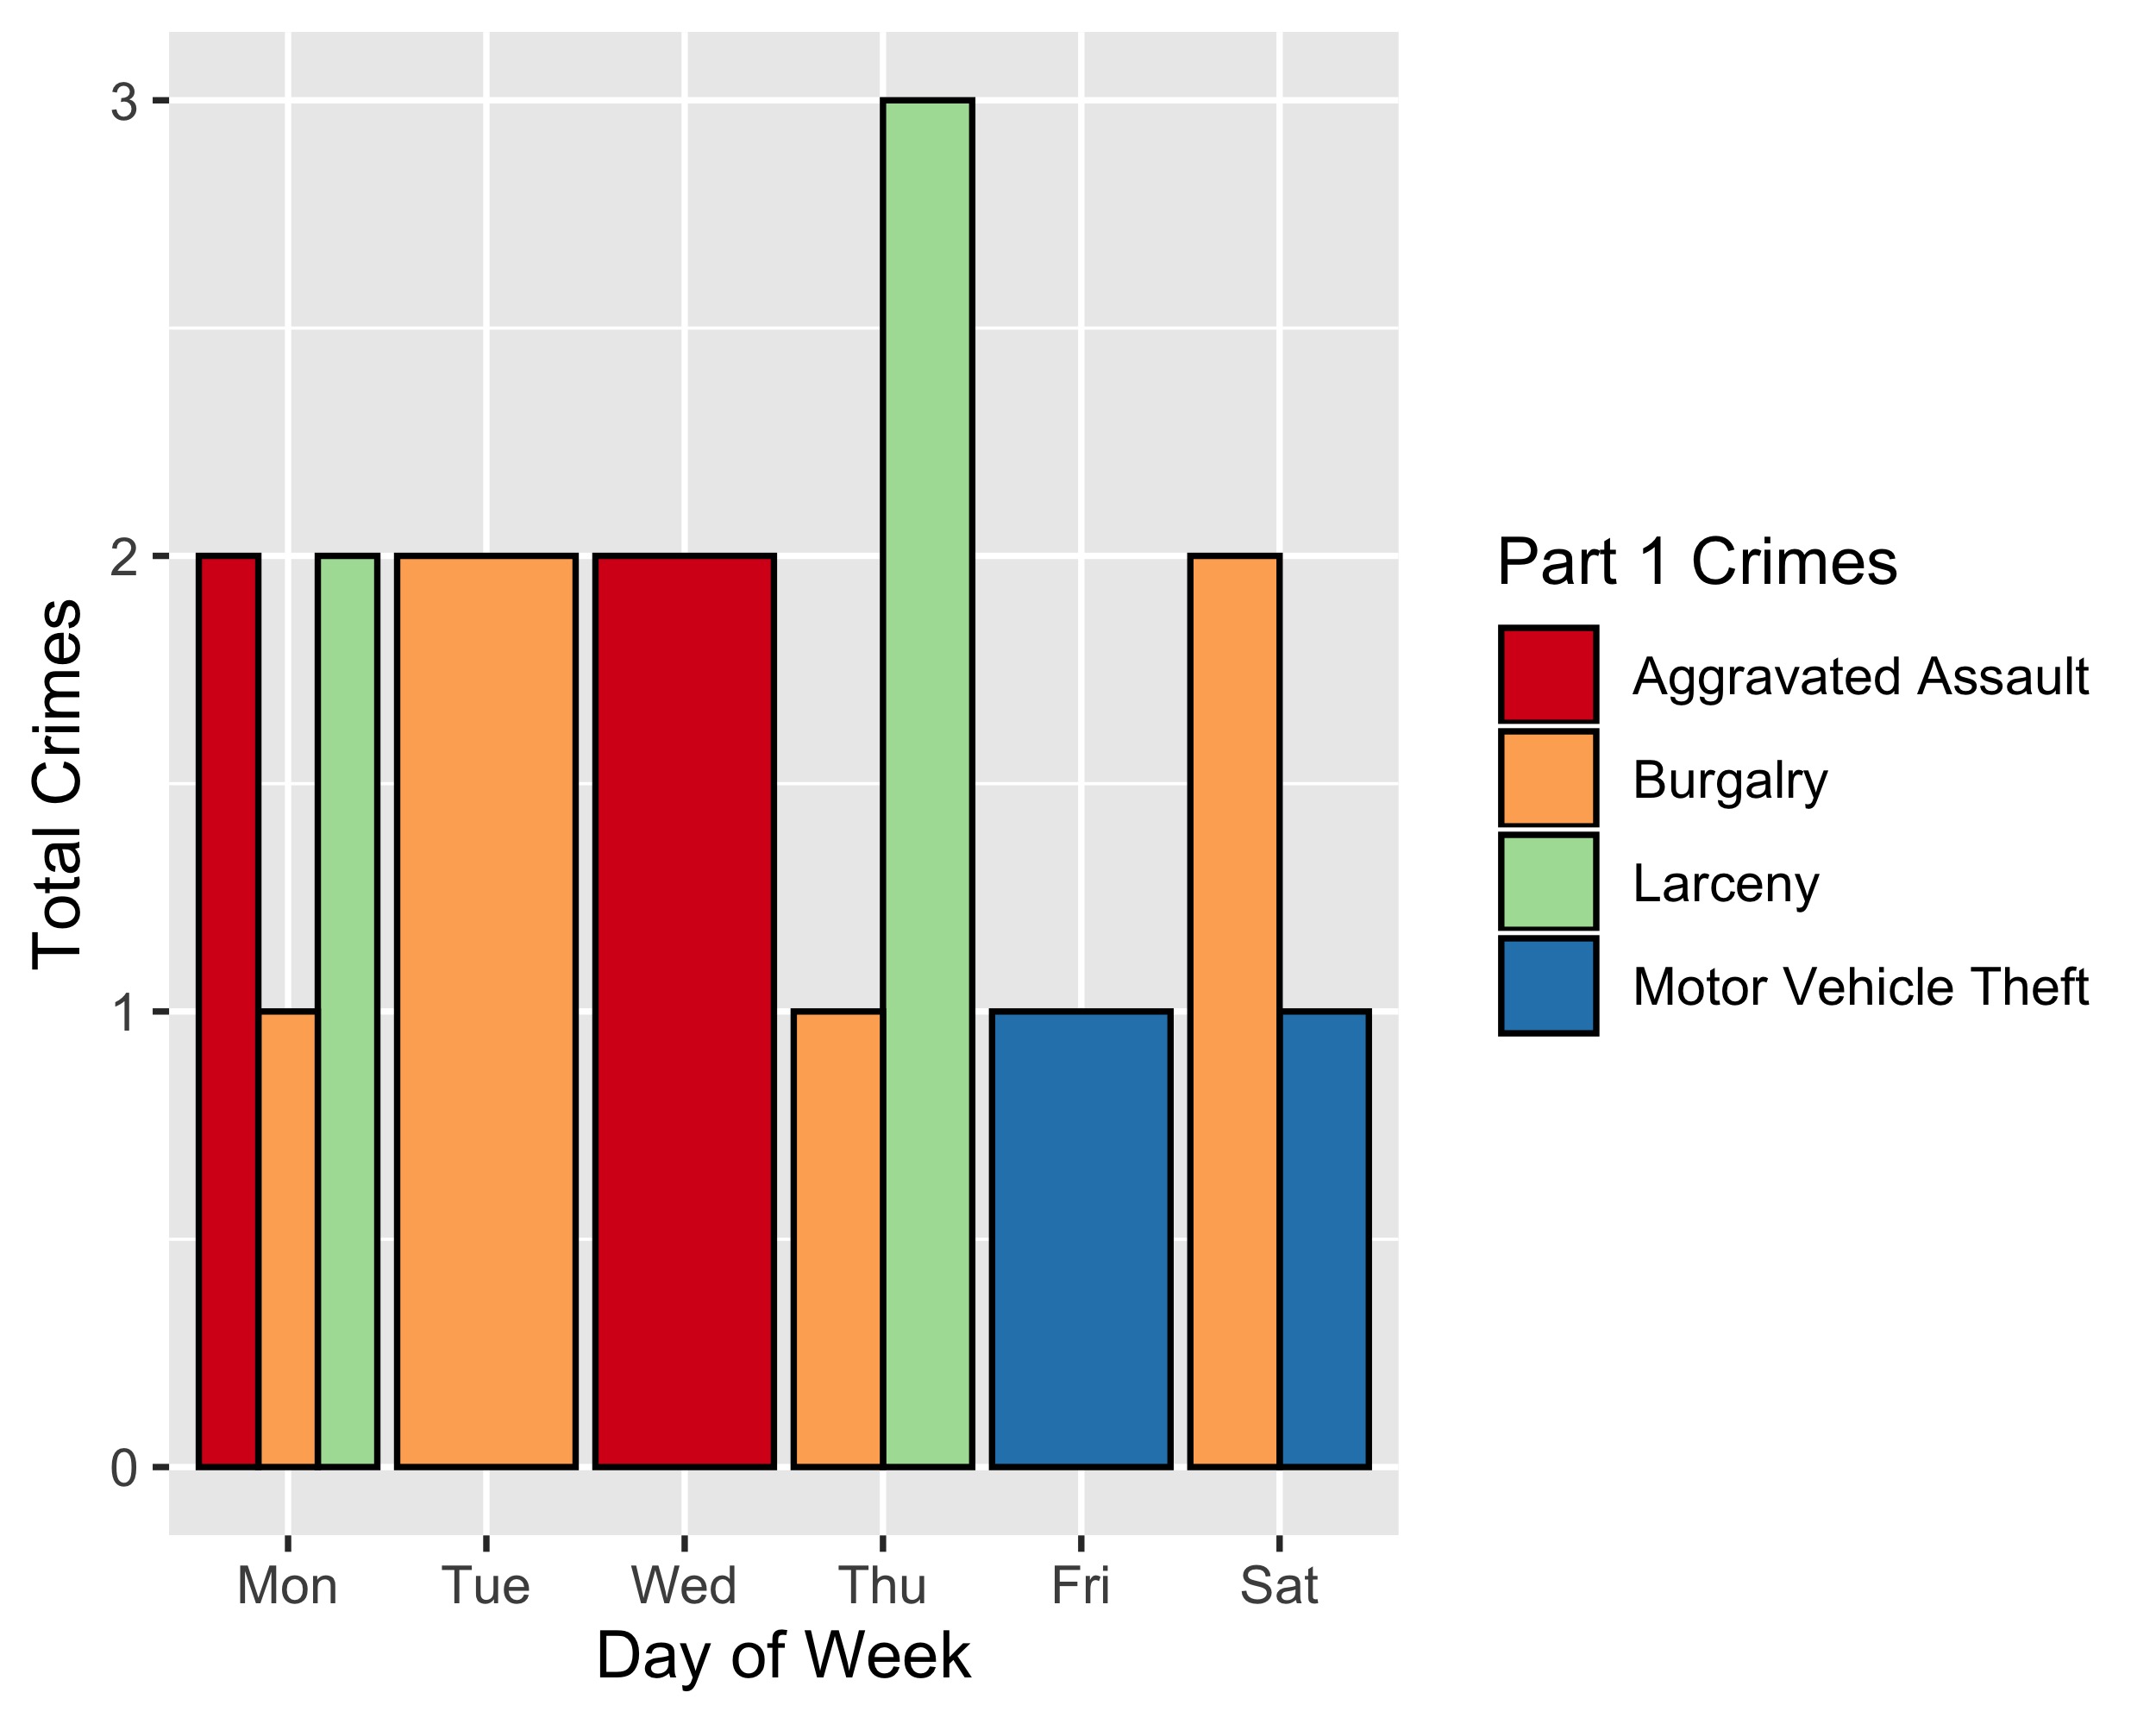 3
2
1
0
Total Crimes
Mon Tue Wed Thu Fri Sat
Day of Week
Part 1 Crimes
Aggravated Assault
Burgalry
Larceny
Motor Vehicle Theft